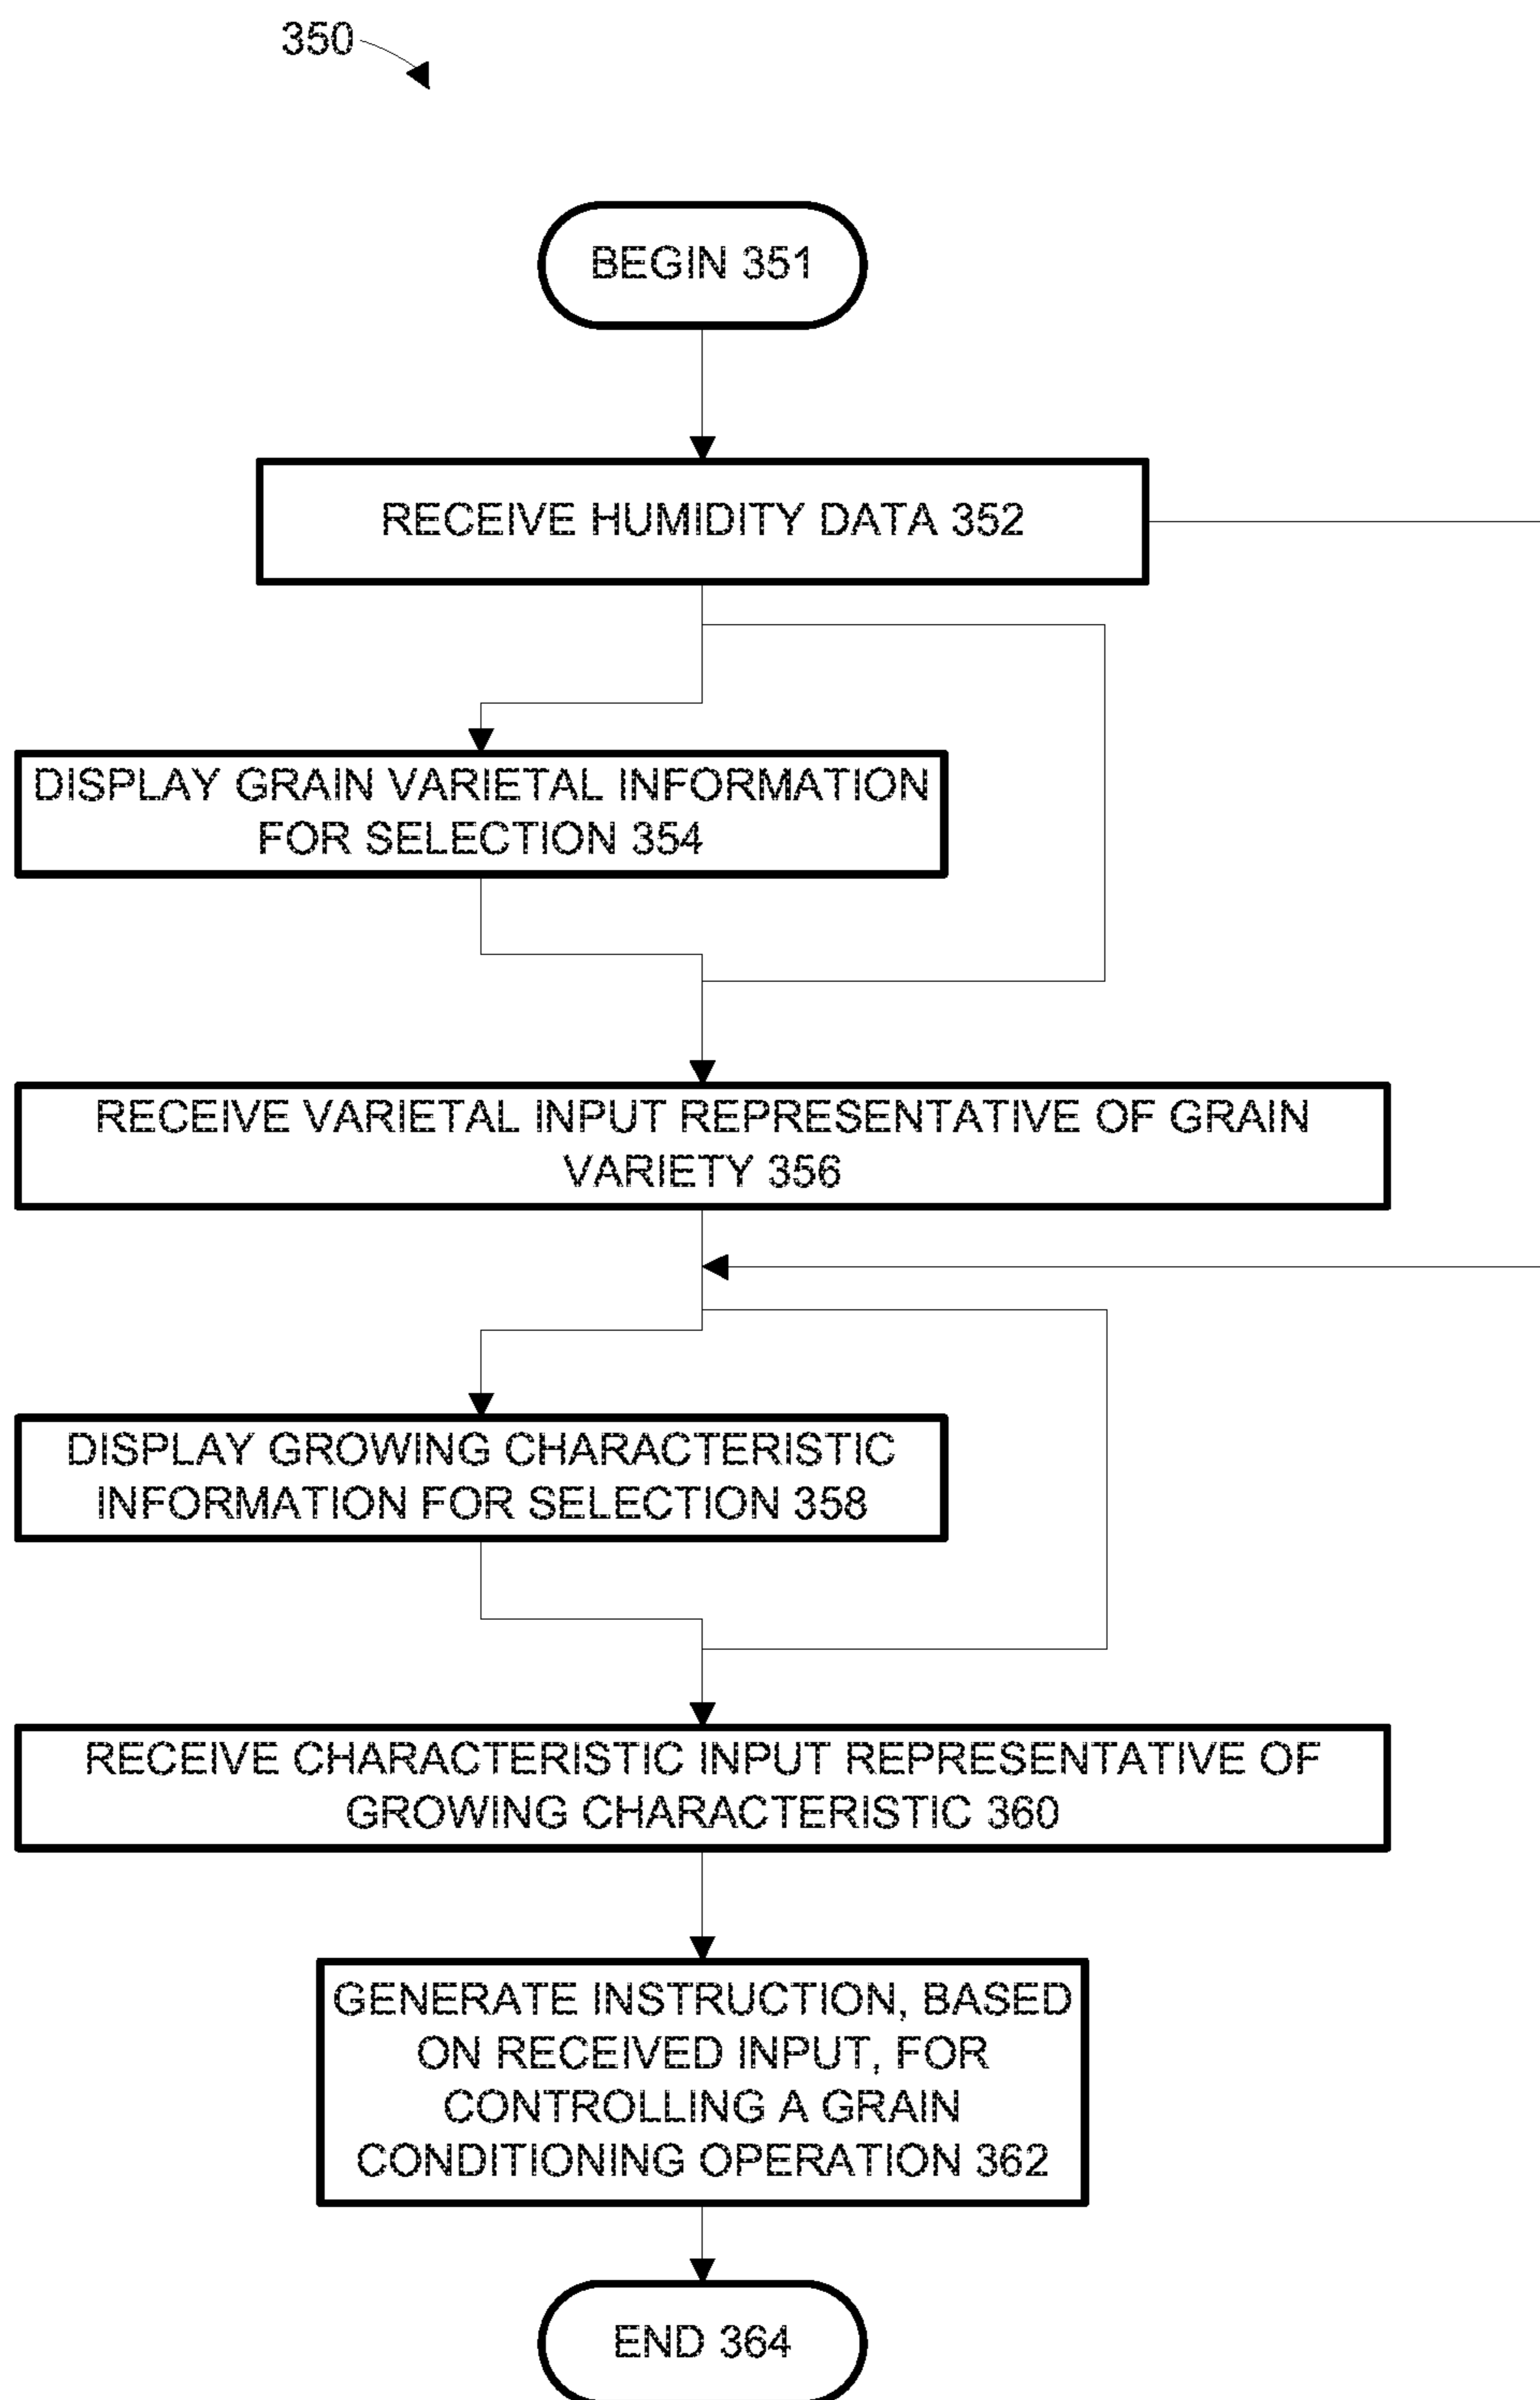 350
BEGIN 351
RECEIVE HUMIDITY DATA 352
DISPLAY GRAIN VARIETAL INFORMATION
FOR SELECTION 354
RECEIVE VARIETAL INPUT REPRESENTATIVE OF GRAIN
VARIETY 356
DISPLAY GROWING CHARACTERISTIC
INFORMATION FOR SELECTION 358
RECEIVE CHARACTERISTIC INPUT REPRESENTATIVE OF
GROWING CHARACTERISTIC 360
GENERATE INSTRUCTION, BASED
ON RECEIVED INPUT, FOR
CONTROLLING A GRAIN
CONDITIONING OPERATION 362
END 364